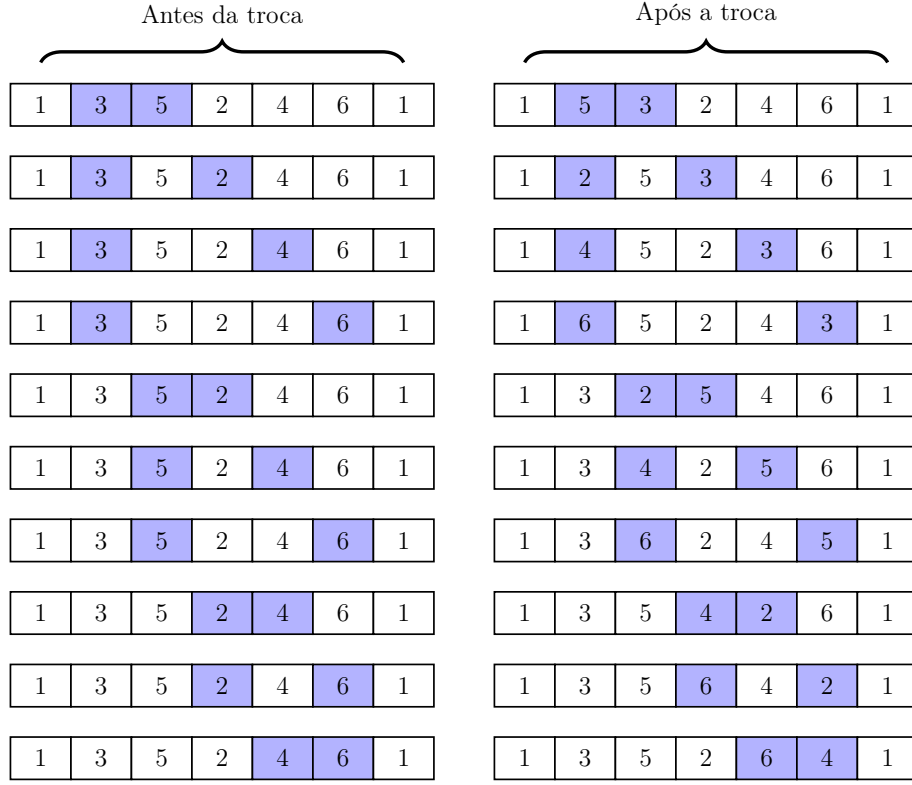 Antes da troca Após a troca
1 3 5 2 4 6 1 1 5 3 2 4 6 1
1 3 5 2 4 6 1 1 2 5 3 4 6 1
1 3 5 2 4 6 1 1 4 5 2 3 6 1
1 3 5 2 4 6 1 1 6 5 2 4 3 1
1 3 5 2 4 6 1 1 3 2 5 4 6 1
1 3 5 2 4 6 1 1 3 4 2 5 6 1
1 3 5 2 4 6 1 1 3 6 2 4 5 1
1 3 5 2 4 6 1 1 3 5 4 2 6 1
1 3 5 2 4 6 1 1 3 5 6 4 2 1
1 3 5 2 4 6 1 1 3 5 2 6 4 1